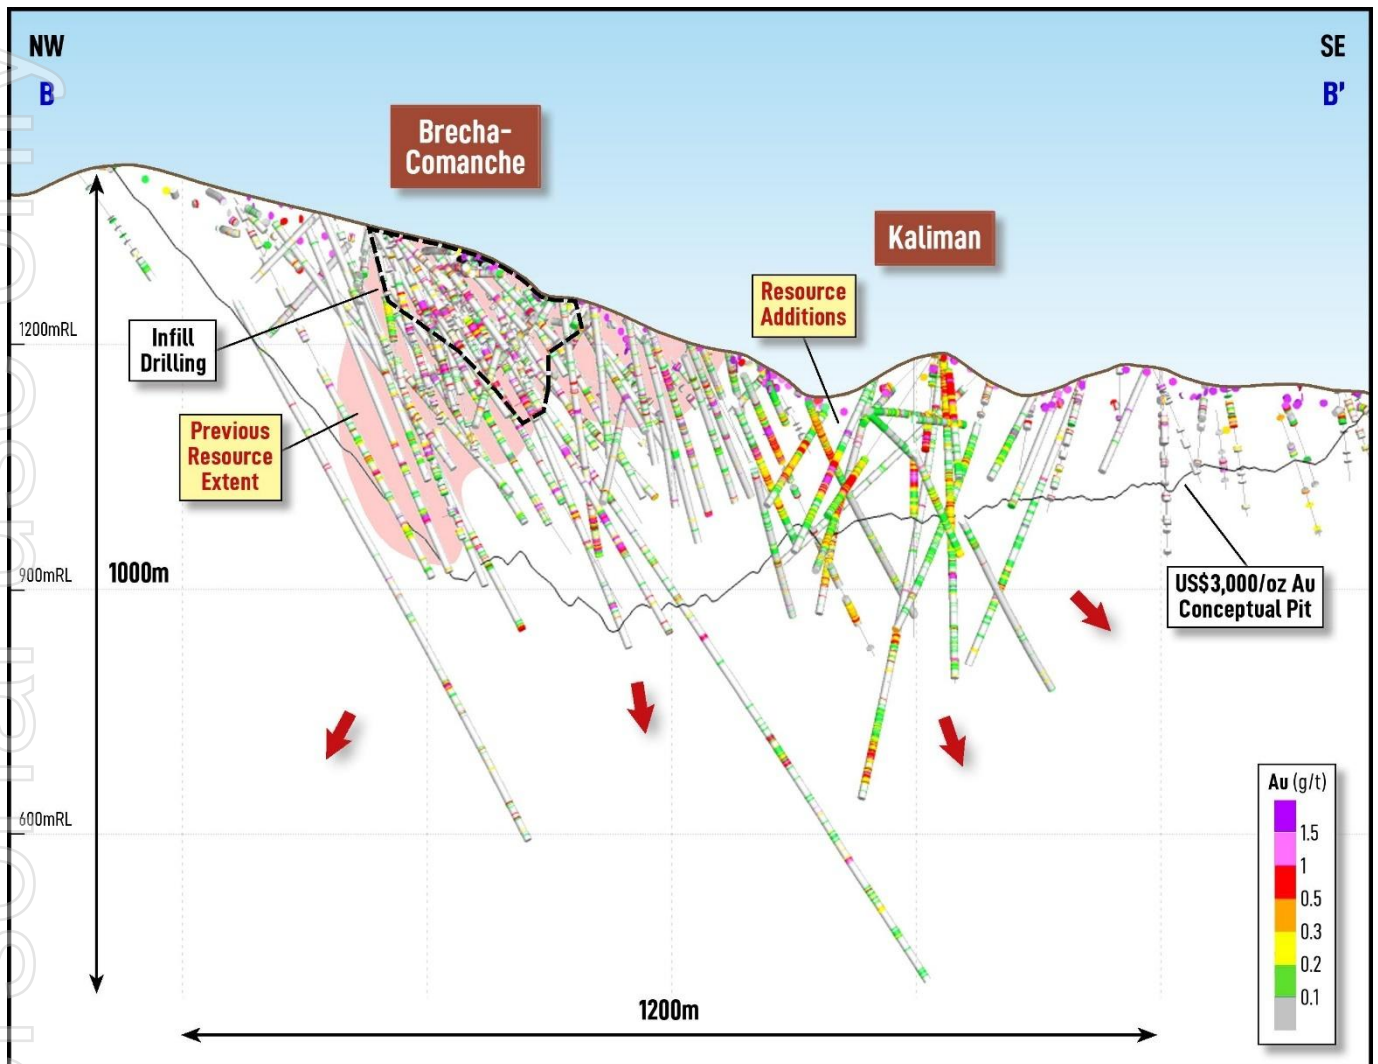 NW
SE
B
B'
Brecha-
Comanche
Kaliman
Resource
Additions
1200mRL
Infill
Drilling
Previous
Resource
Extent
900mRL
1000m
US$3,000/oz Au
Conceptual Pit
600mRL
Au (g/t)
1.5
1
0.5
0.3
0.2
0.1
1200m